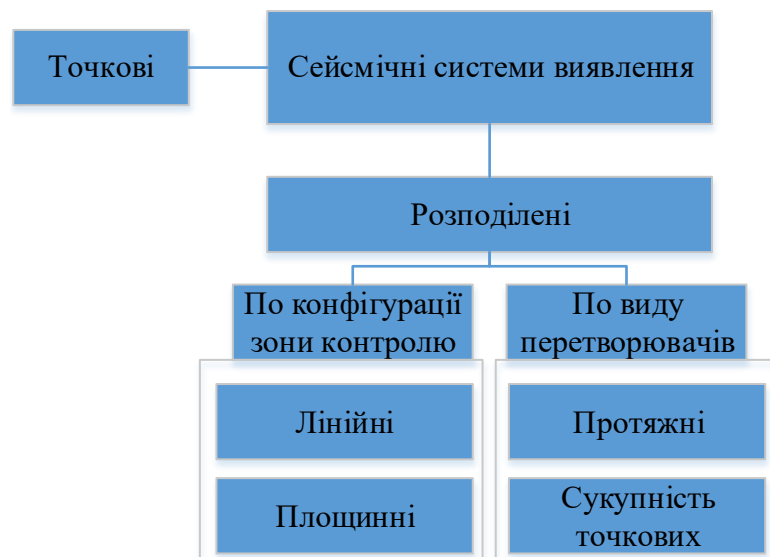 Точкові
Сейсмічні системи виявлення
Розподілені
По конфігурації
зони контролю
По виду
перетворювачів
Лінійні
Протяжні
Площинні
Сукупність
точкових